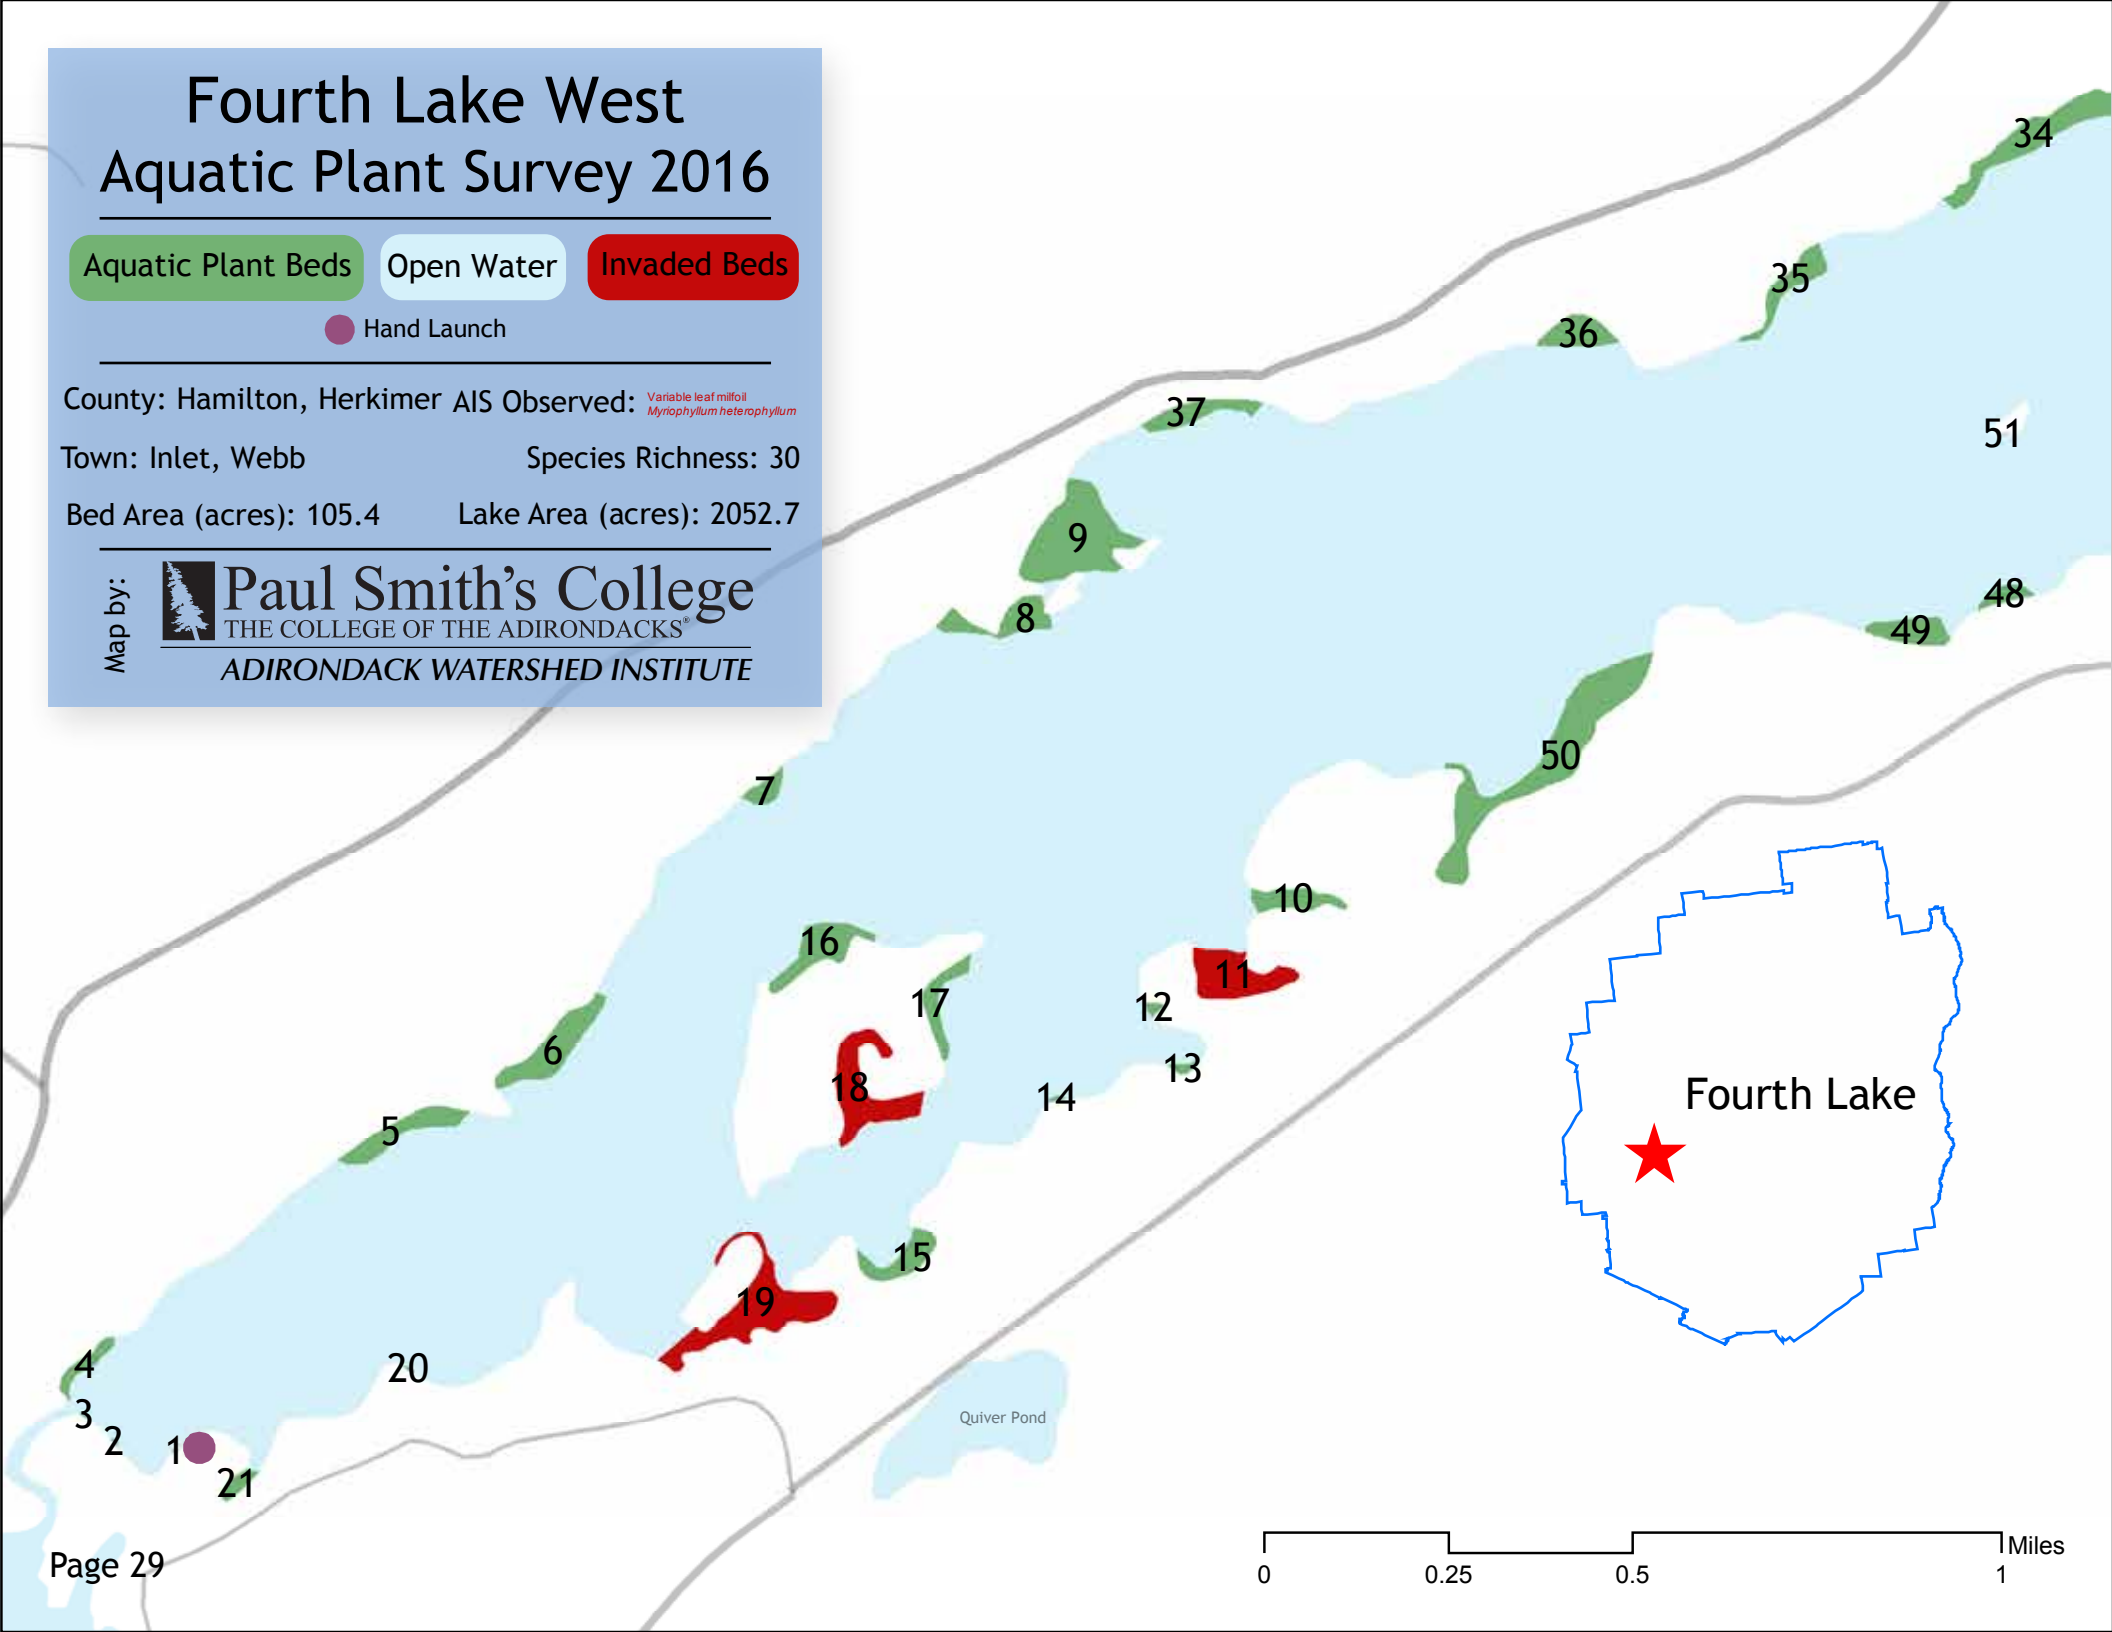 Fourth Lake West
Aquatic Plant Survey 2016
Aquatic Plant Beds
Open Water
Invaded Beds
Hand Launch
County: Hamilton, Herkimer
AIS Observed:
Variable leaf milfoil
Myriophyllum heterophyllum
Town: Inlet, Webb
Species Richness: 30
Bed Area (acres): 105.4
Lake Area (acres): 2052.7
Map by:
Paul Smith's College®
THE COLLEGE OF THE ADIRONDACKS
ADIRONDACK WATERSHED INSTITUTE
34
35
36
37
51
9
8
48
49
50
7
10
16
11
17
12
6
13
18
14
5
15
19
4
20
3
2
1
21
Fourth Lake
Quiver Pond
Page 29
Miles
0
0.25
0.5
1